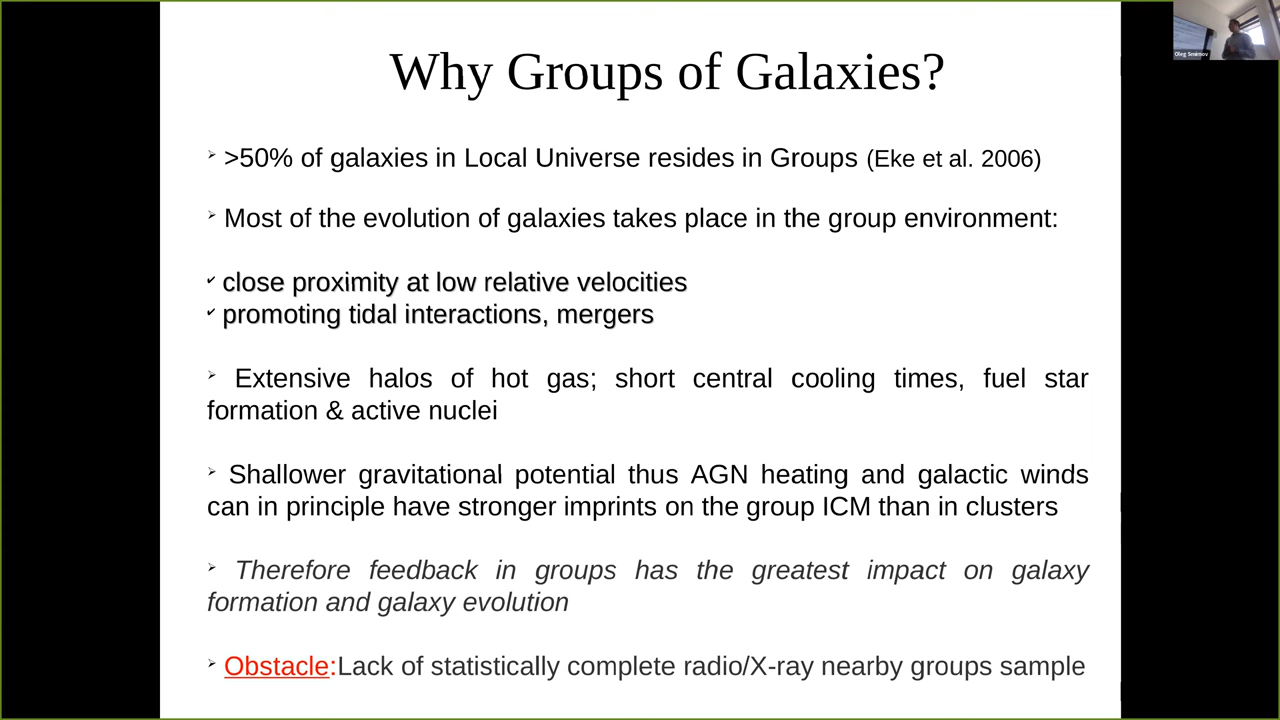 Why Groups of Galaxies?
Oleg Smirnov
➢ >50% of galaxies in Local Universe resides in Groups (Eke et al. 2006)
➢ Most of the evolution of galaxies takes place in the group environment:
✔ close proximity at low relative velocities
✔ promoting tidal interactions, mergers
➢ Extensive halos of hot gas; short central cooling times, fuel star
formation & active nuclei
➢ Shallower gravitational potential thus AGN heating and galactic winds
can in principle have stronger imprints on the group ICM than in clusters
➢ Therefore feedback in groups has the greatest impact on galaxy
formation and galaxy evolution
➢ Obstacle:Lack of statistically complete radio/X-ray nearby groups sample